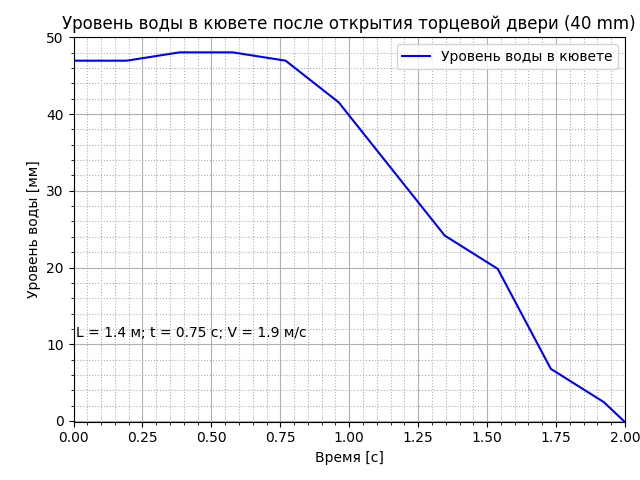 Уровень воды в кювете после открытия торцевой двери (40 mm)
50
40
30
20
10
0
Уровень воды [мм]
Уровень воды в кювете
L = 1.4 м; t = 0.75 с; V = 1.9 м/с
0.00 0.25 0.50 0.75 1.00 1.25 1.50 1.75 2.00
Время [с]